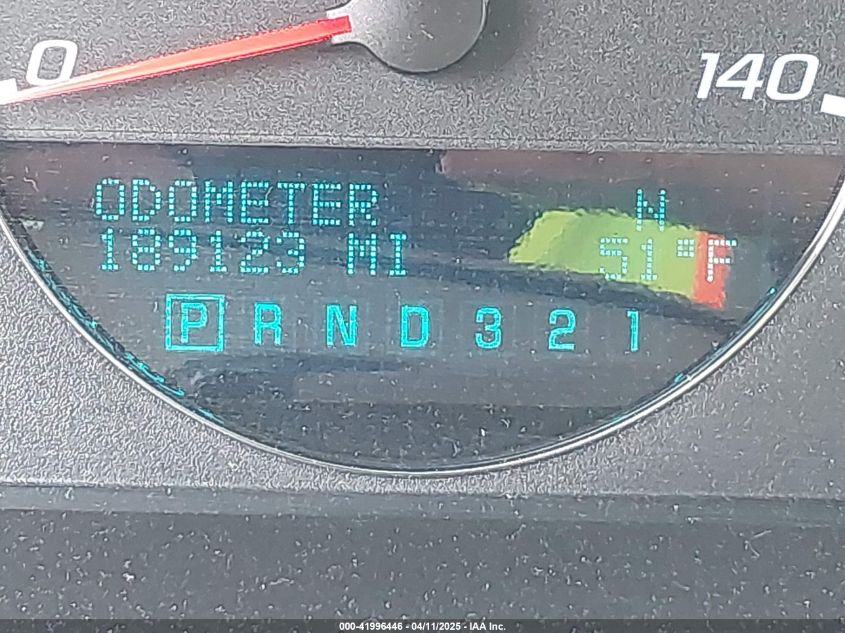 0 140
ODOMETER N
189123 MI 51°F
P R N D 3 2 1
000-41996446 - 04/11/2025 - IAA Inc.